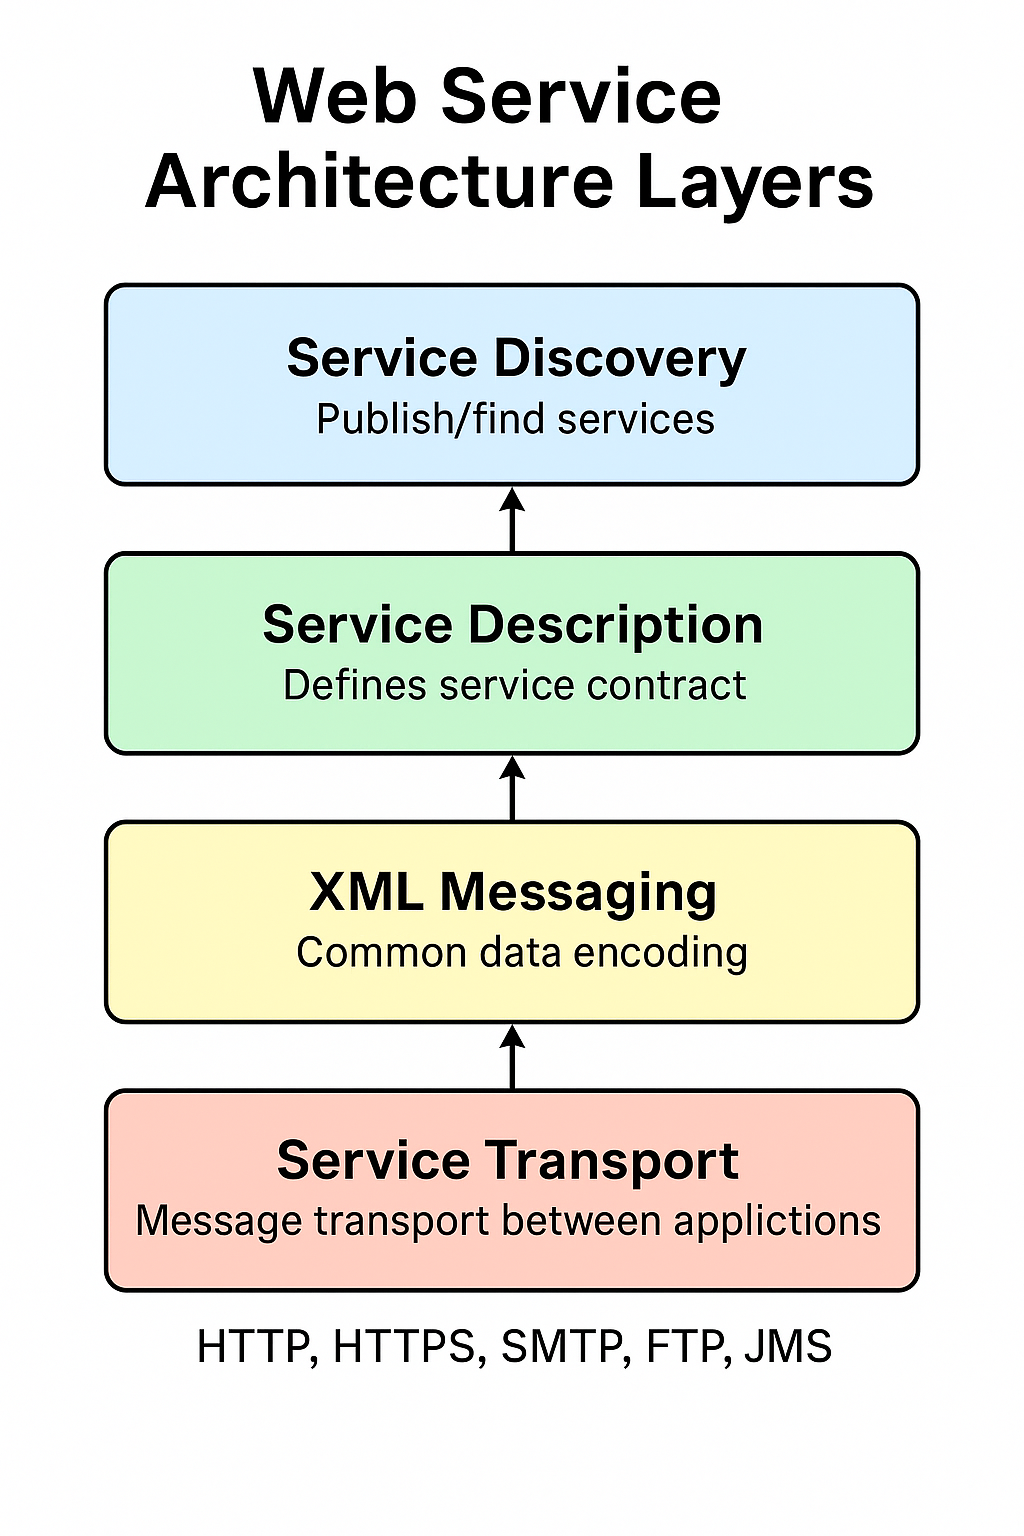 Web Service
Architecture Layers
Service Discovery
Publish/find services
Service Description
Defines service contract
XML Messaging
Common data encoding
Service Transport
Message transport between applictions
HTTP, HTTPS, SMTP, FTP, JMS